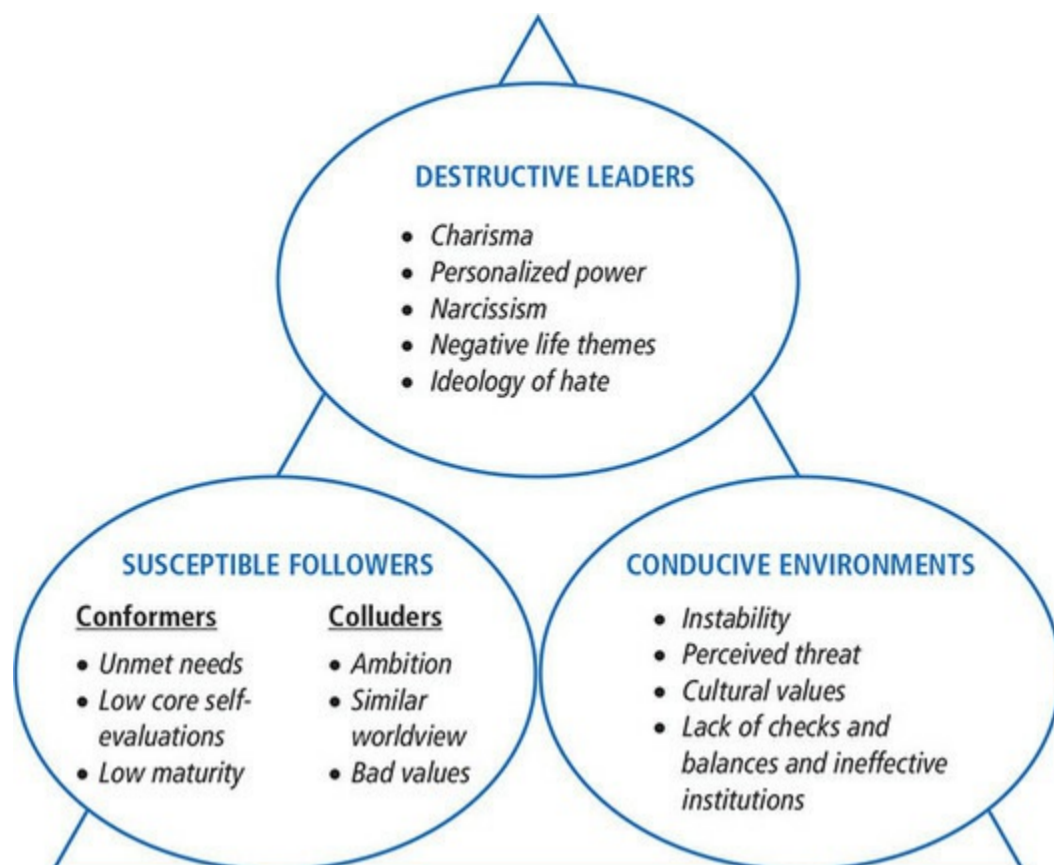 DESTRUCTIVE LEADERS
• Charisma
• Personalized power
• Narcissism
• Negative life themes
• Ideology of hate
SUSCEPTIBLE FOLLOWERS
Conformers
• Unmet needs
• Low core self-
evaluations
• Low maturity
Colluders
• Ambition
• Similar
worldview
• Bad values
CONDUCIVE ENVIRONMENTS
• Instability
• Perceived threat
• Cultural values
• Lack of checks and
balances and ineffective
institutions